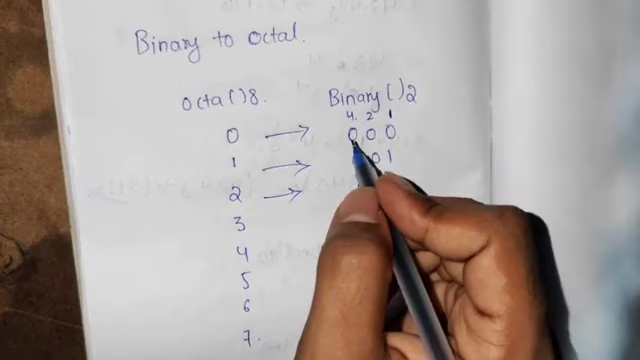 Binary to octal.
octa()8. Binary ()2
4. 2 1
0 → 0 0 0
1 → 0 1
2 →
3
4
5
6
7.